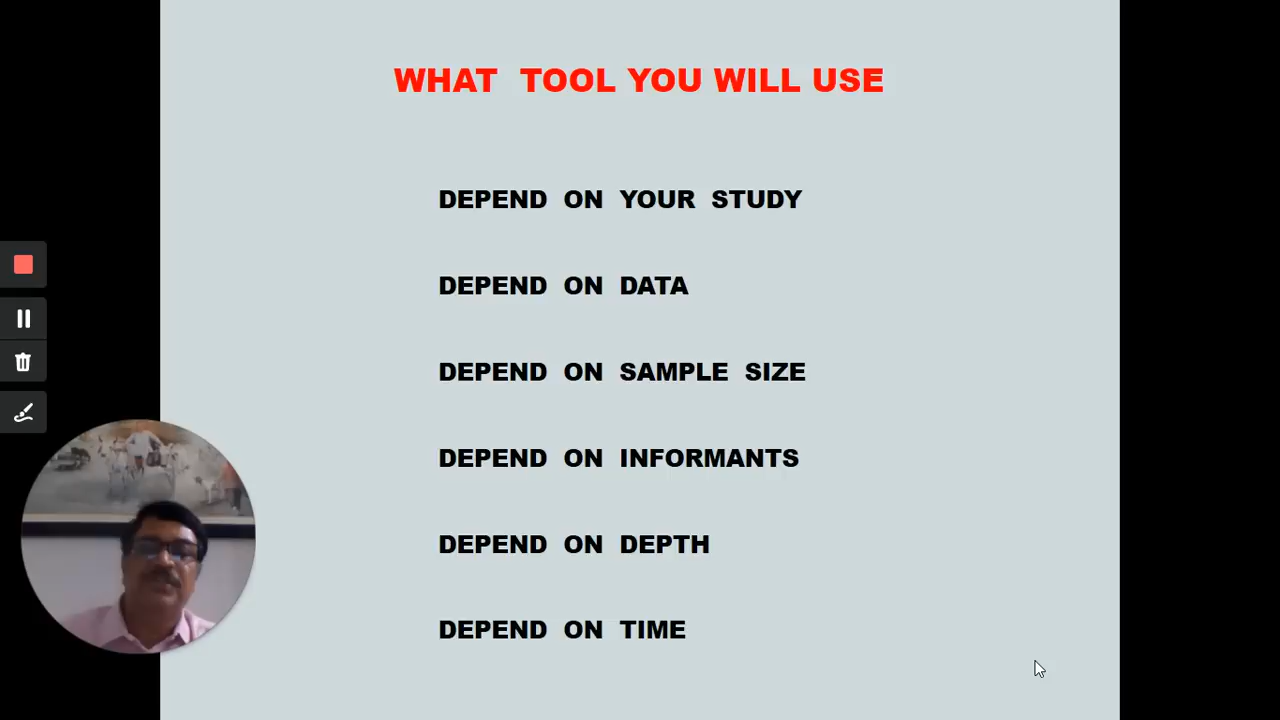 WHAT TOOL YOU WILL USE
DEPEND ON YOUR STUDY
DEPEND ON DATA
DEPEND ON SAMPLE SIZE
DEPEND ON INFORMANTS
DEPEND ON DEPTH
DEPEND ON TIME